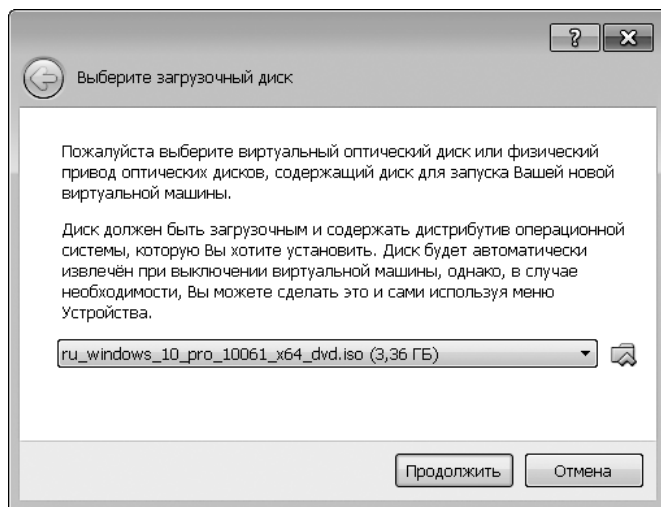 ?
Выберите загрузочный диск
Пожалуйста выберите виртуальный оптический диск или физический
привод оптических дисков, содержащий диск для запуска Вашей новой
виртуальной машины.
Диск должен быть загрузочным и содержать дистрибутив операционной
системы, которую Вы хотите установить. Диск будет автоматически
извлечён при выключении виртуальной машины, однако, в случае
необходимости, Вы можете сделать это и сами используя меню
Устройства.
ru_windows_10_pro_10061_x64_dvd.iso (3,36 ГБ)
Продолжить Отмена